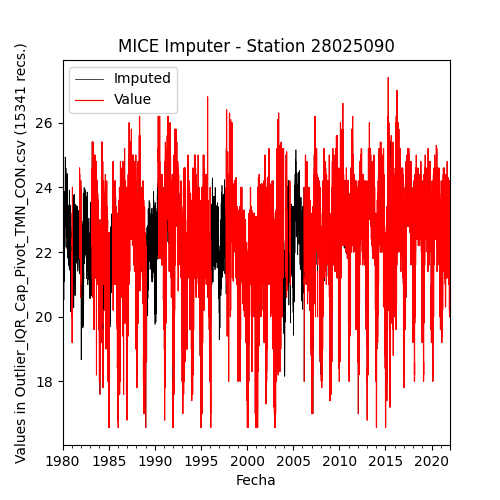 MICE Imputer - Station 28025090
Imputed
Value
Values in Outlier_IQR_Cap_Pivot_TMN_CON.csv (15341 recs.)
26
24
22
20
18
1980 1985 1990 1995 2000 2005 2010 2015 2020
Fecha